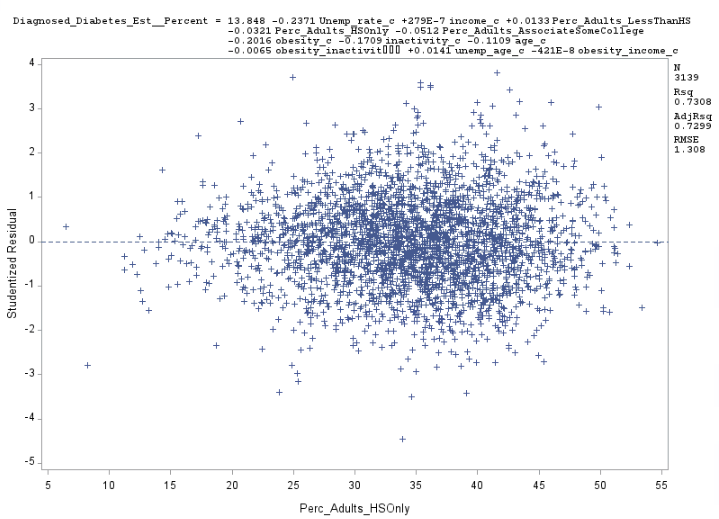 Diagnosed_Diabetes_Est__Percent = 13.848 -0.2371 Unemp_rate_c +279E-7 income_c +0.0133 Perc_Adults_LessThanHS
-0.0321 Perc_Adults_HSOnly -0.0512 Perc_Adults_AssociateSomeCollege
-0.2016 obesity_c -0.1709 inactivity_c -0.1109 age_c
-0.0065 obesity_inactivit▯▯▯ +0.0141 unemp_age_c -421E-8 obesity_income_c
N
3139
Rsq
0.7308
AdjRsq
0.7299
RMSE
1.308
4
3
2
1
0
-1
-2
-3
-4
-5
Studentized Residual
5 10 15 20 25 30 35 40 45 50 55
Perc_Adults_HSOnly